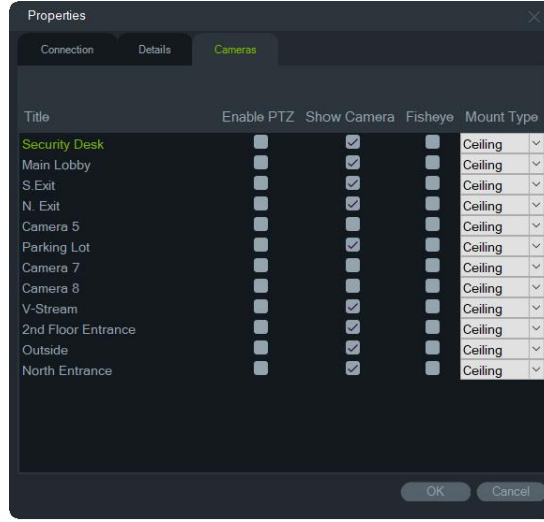 Properties
Connection Details Cameras
Title Enable PTZ Show Camera Fisheye Mount Type
Security Desk Ceiling
Main Lobby Ceiling
S.Exit Ceiling
N. Exit Ceiling
Camera 5 Ceiling
Parking Lot Ceiling
Camera 7 Ceiling
Camera 8 Ceiling
V-Stream Ceiling
2nd Floor Entrance Ceiling
Outside Ceiling
North Entrance Ceiling
OK Cancel